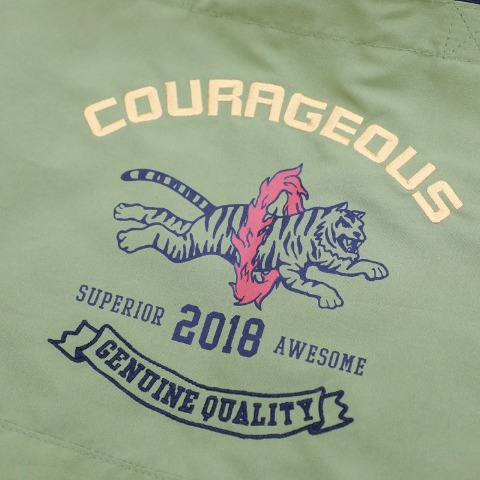 COURAGEOUS
SUPERIOR 2018 AWESOME
GENUINE QUALITY